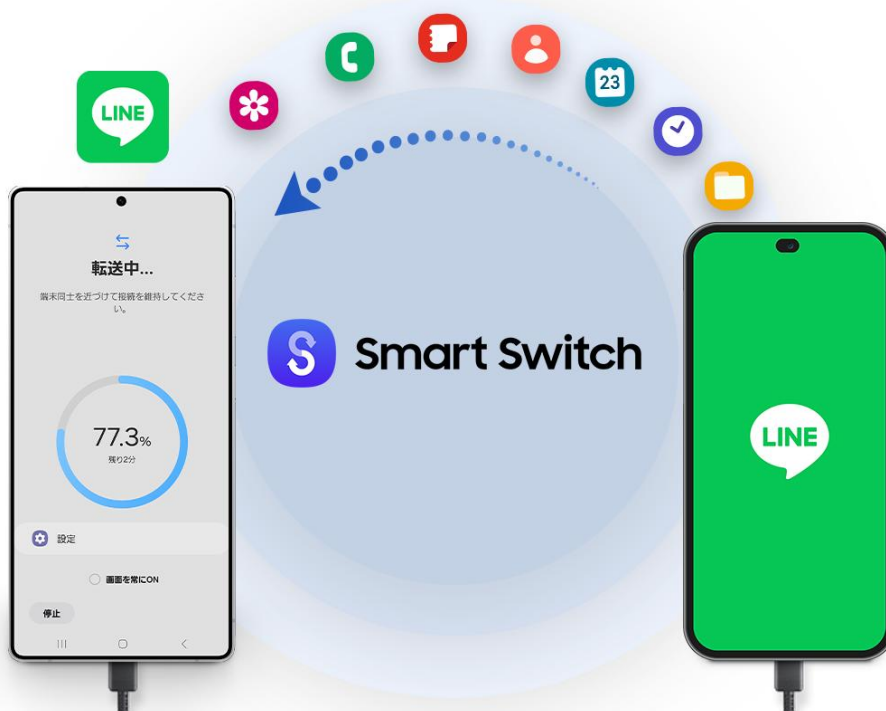 LINE
23
転送中...
端末同士を近づけて接続を維持してくださ
い。
Smart Switch
77.3%
残り2分
LINE
設定
画面を常にON
停止